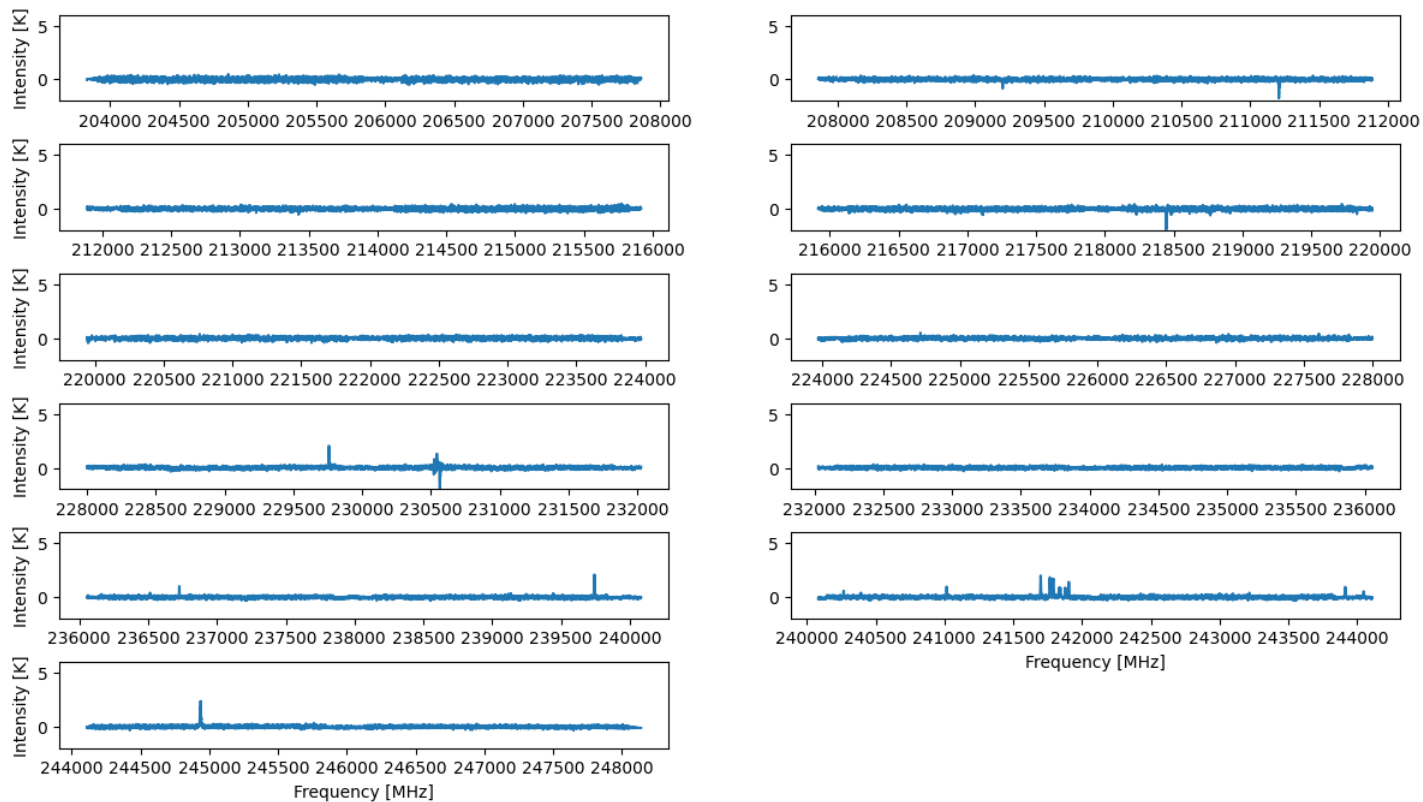 Intensity [K]
5
0
204000 204500 205000 205500 206000 206500 207000 207500 208000
5
0
208000 208500 209000 209500 210000 210500 211000 211500 212000
Intensity [K]
5
0
212000 212500 213000 213500 214000 214500 215000 215500 216000
5
0
216000 216500 217000 217500 218000 218500 219000 219500 220000
Intensity [K]
5
0
220000 220500 221000 221500 222000 222500 223000 223500 224000
5
0
224000 224500 225000 225500 226000 226500 227000 227500 228000
Intensity [K]
5
0
228000 228500 229000 229500 230000 230500 231000 231500 232000
5
0
232000 232500 233000 233500 234000 234500 235000 235500 236000
Intensity [K]
5
0
236000 236500 237000 237500 238000 238500 239000 239500 240000
5
0
240000 240500 241000 241500 242000 242500 243000 243500 244000
Frequency [MHz]
Intensity [K]
5
0
244000 244500 245000 245500 246000 246500 247000 247500 248000
Frequency [MHz]